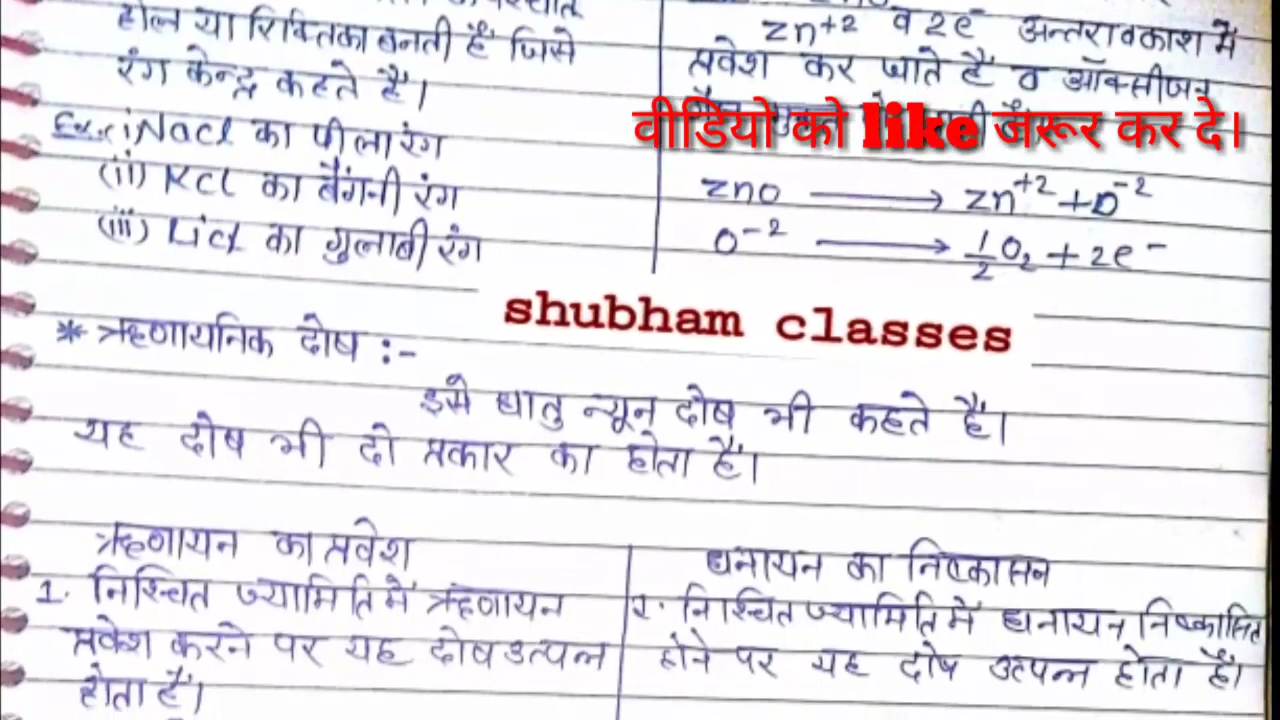 होल या रिक्तिका बनती है जिसे
रंग केन्द्र कहते हैं।
Ex. (i) NaCl का पीला रंग
(ii) KCl का बैंगनी रंग
(iii) LiCl का गुलाबी रंग
Zn+2 व 2e- अन्तरावकाश में
प्रवेश कर जाते हैं व ऑक्सीजन
वीडियो को like जरूर कर दे।
ZnO ⟶ Zn+2 + O-2
O-2 ⟶ 1/2 O2 + 2e-
shubham classes
* ऋणायनिक दोष :-
इसे धातु न्यून दोष भी कहते हैं।
यह दोष भी दो प्रकार का होता है।
ऋणायन का प्रवेश
1. निश्चित ज्यामिति में ऋणायन
प्रवेश करने पर यह दोष उत्पन्न
होता है।
धनायन का निष्कासन
1. निश्चित ज्यामिति में धनायन निष्कासित
होने पर यह दोष उत्पन्न होता है।